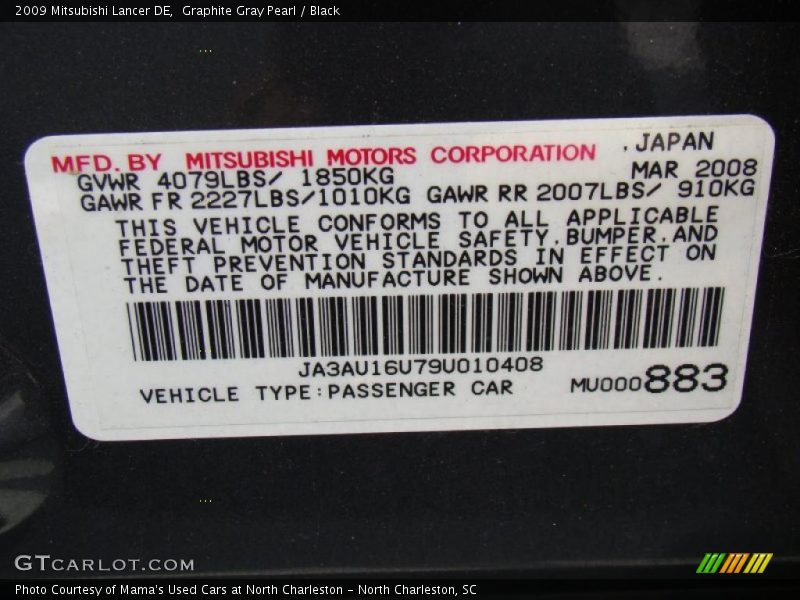 2009 Mitsubishi Lancer DE,  Graphite Gray Pearl / Black
MFD. BY MITSUBISHI MOTORS CORPORATION , JAPAN
GVWR 4079LBS/ 1850KG MAR 2008
GAWR FR 2227LBS/1010KG GAWR RR 2007LBS/ 910KG
THIS VEHICLE CONFORMS TO ALL APPLICABLE
FEDERAL MOTOR VEHICLE SAFETY,BUMPER,AND
THEFT PREVENTION STANDARDS IN EFFECT ON
THE DATE OF MANUFACTURE SHOWN ABOVE.
JA3AU16U79U010408
VEHICLE TYPE:PASSENGER CAR MU000883
GTCARLOT.COM
Photo Courtesy of Mama's Used Cars at North Charleston - North Charleston, SC